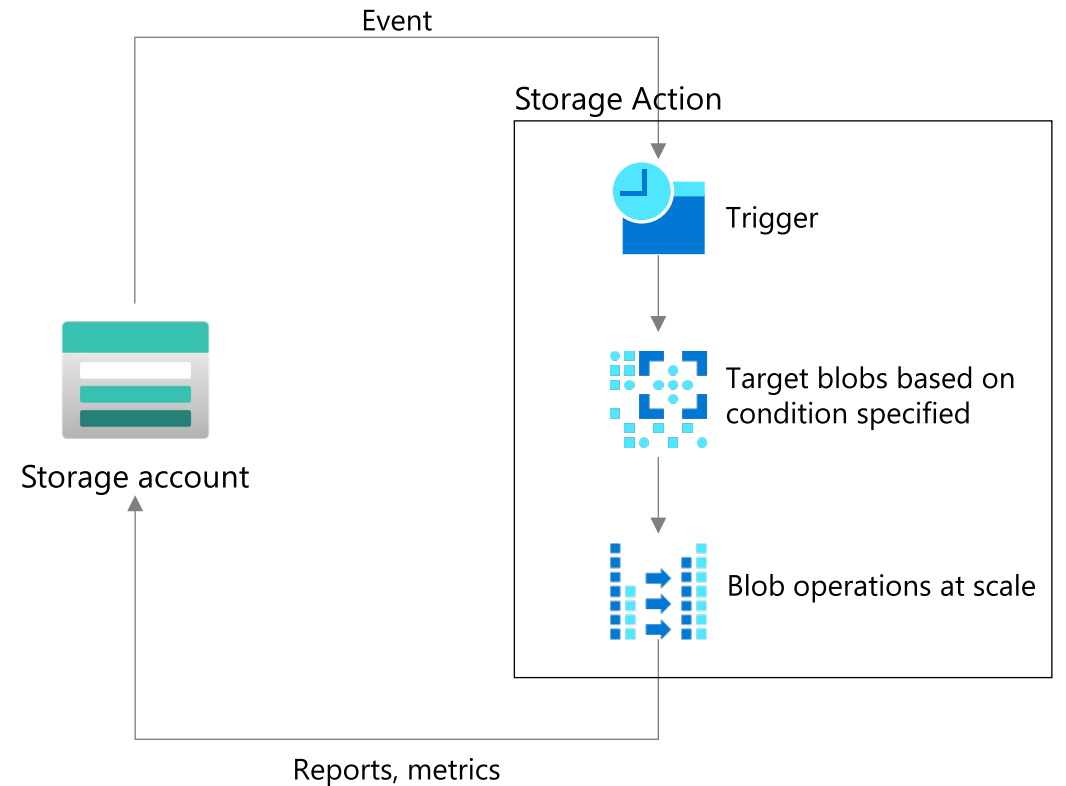 Event
Storage Action
Trigger
Target blobs based on
condition specified
Storage account
Blob operations at scale
Reports, metrics